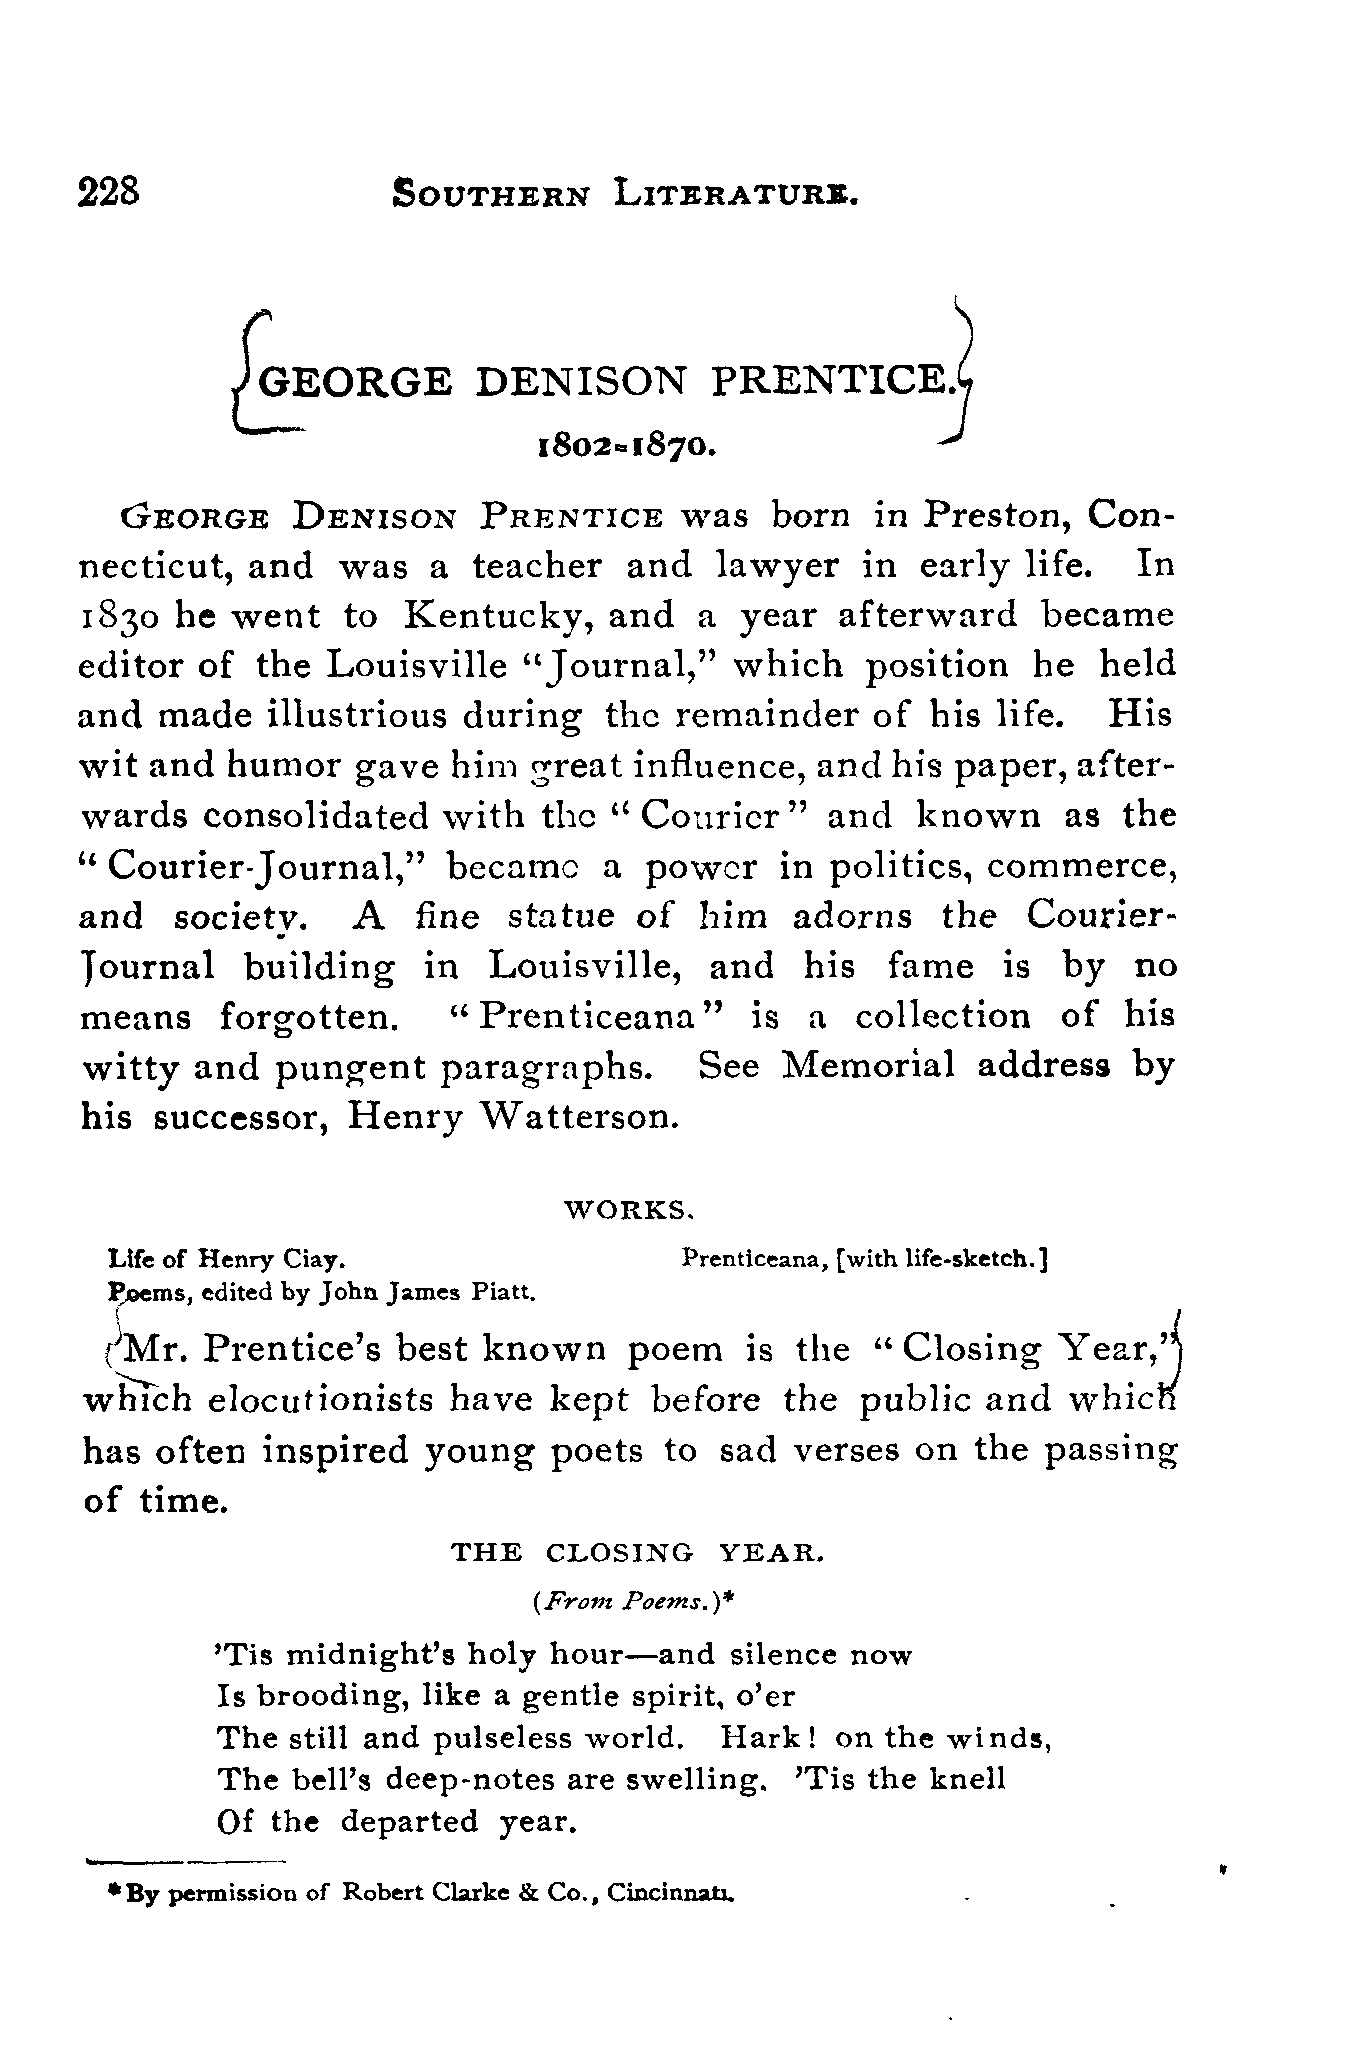 228 SOUTHERN LITERATURE.
GEORGE DENISON PRENTICE.
1802=1870.
GEORGE DENISON PRENTICE was born in Preston, Con-
necticut, and was a teacher and lawyer in early life. In
1830 he went to Kentucky, and a year afterward became
editor of the Louisville “Journal,” which position he held
and made illustrious during the remainder of his life. His
wit and humor gave him great influence, and his paper, after-
wards consolidated with the “Courier” and known as the
“Courier-Journal,” became a power in politics, commerce,
and society. A fine statue of him adorns the Courier-
Journal building in Louisville, and his fame is by no
means forgotten. “Prenticeana” is a collection of his
witty and pungent paragraphs. See Memorial address by
his successor, Henry Watterson.
WORKS.
Life of Henry Clay. Prenticeana, [with life-sketch.]
Poems, edited by John James Piatt.
Mr. Prentice’s best known poem is the “Closing Year,”
which elocutionists have kept before the public and which
has often inspired young poets to sad verses on the passing
of time.
THE CLOSING YEAR.
(From Poems.)*
’Tis midnight’s holy hour—and silence now
Is brooding, like a gentle spirit, o’er
The still and pulseless world. Hark! on the winds,
The bell’s deep-notes are swelling. ’Tis the knell
Of the departed year.
*By permission of Robert Clarke & Co., Cincinnati.